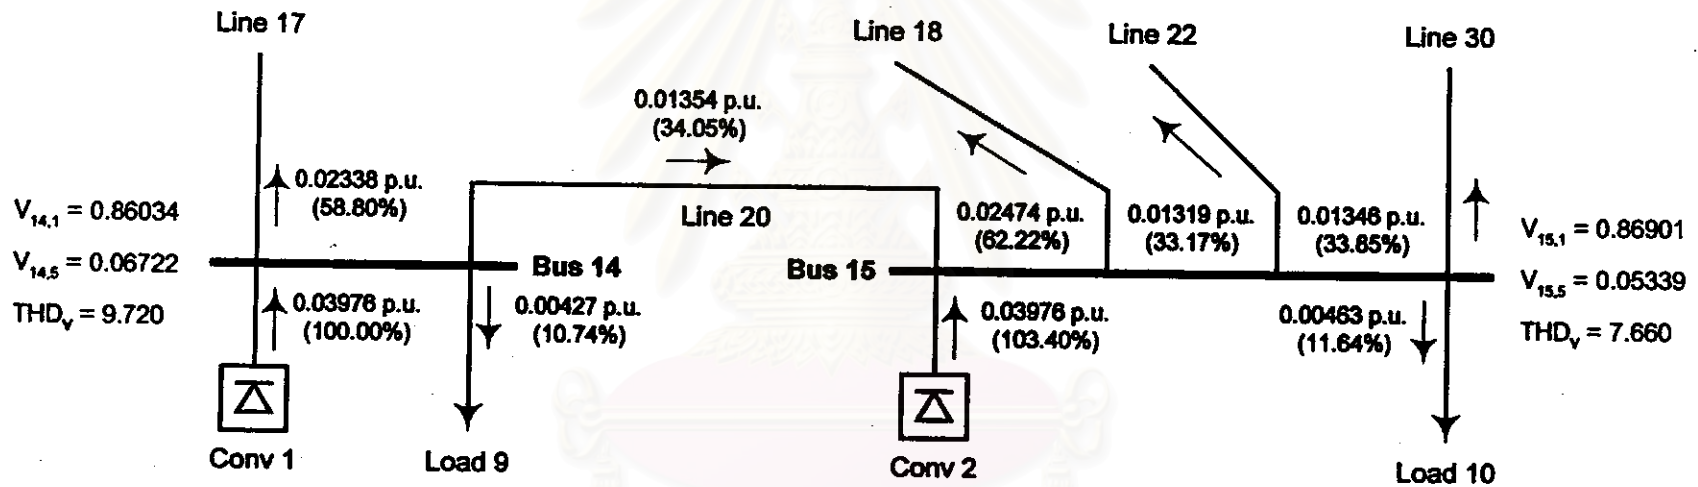 Line 17
Line 18
Line 22
Line 30
0.01354 p.u.
(34.05%)
0.02338 p.u.
(58.80%)
V14,1 = 0.86034
V14,5 = 0.06722
THDv = 9.720
Line 20
0.02474 p.u.
(62.22%)
0.01319 p.u.
(33.17%)
0.01346 p.u.
(33.85%)
V15,1 = 0.86901
V15,5 = 0.05339
THDv = 7.660
Bus 14
Bus 15
0.03976 p.u.
(100.00%)
0.00427 p.u.
(10.74%)
0.03976 p.u.
(103.40%)
0.00463 p.u.
(11.64%)
Conv 1
Load 9
Conv 2
Load 10